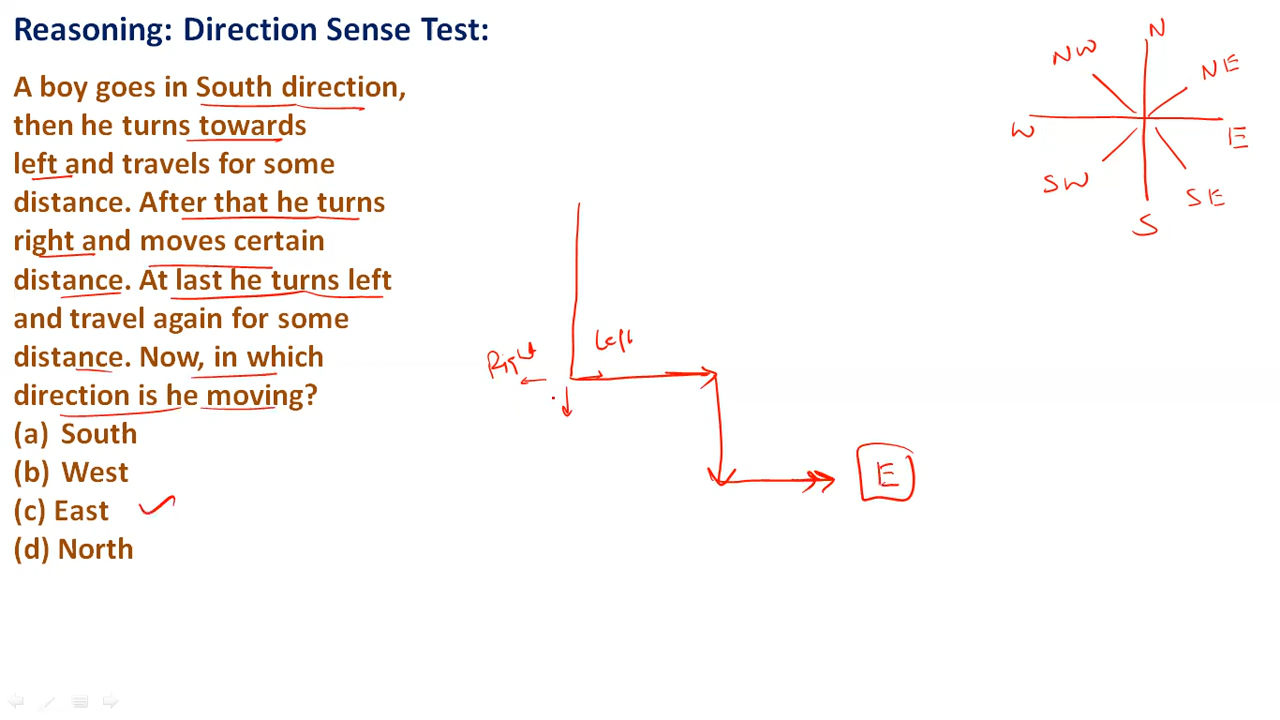 Reasoning: Direction Sense Test:
A boy goes in South direction,
then he turns towards
left and travels for some
distance. After that he turns
right and moves certain
distance. At last he turns left
and travel again for some
distance. Now, in which
direction is he moving?
(a) South
(b) West
(c) East
(d) North
Right
Left
E
N
NW
NE
W
E
SW
SE
S